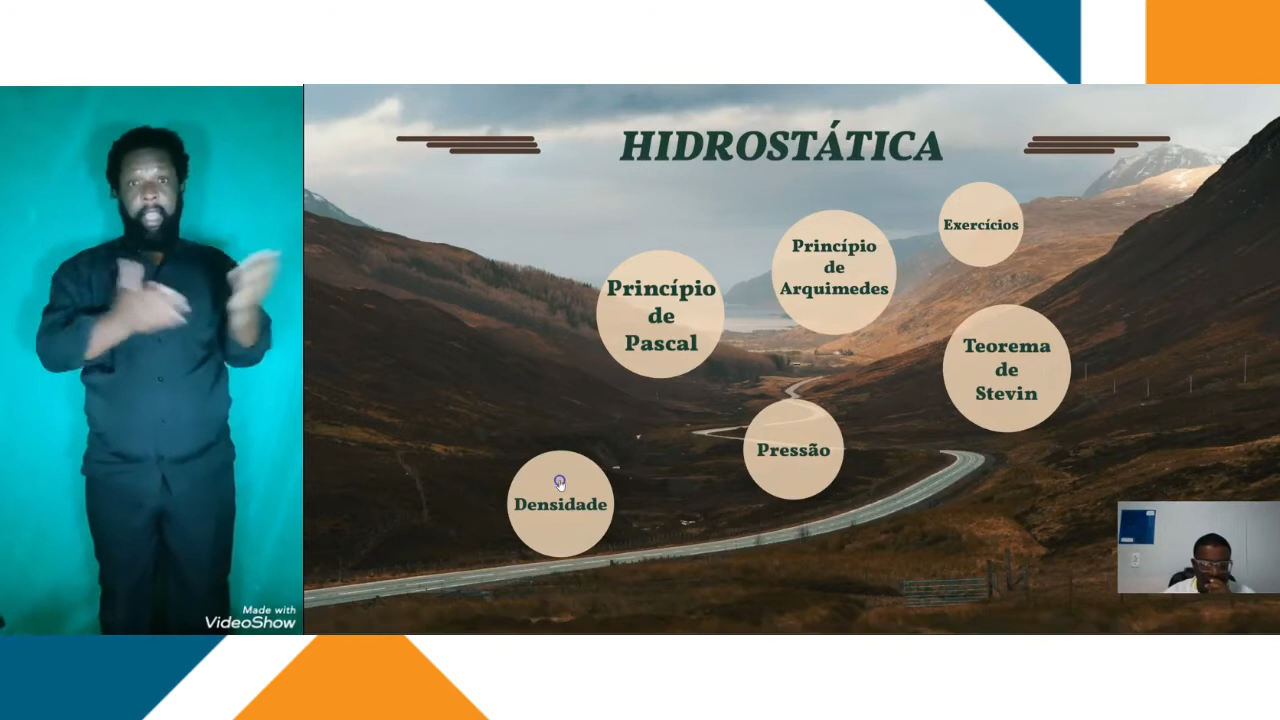 HIDROSTÁTICA
Exercícios
Princípio
de
Arquimedes
Princípio
de
Pascal
Teorema
de
Stevin
Pressão
Densidade
Made with
VideoShow